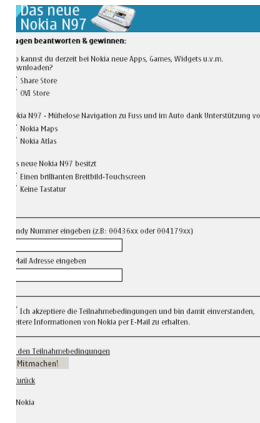 Das neue
Nokia N97
agen beantworten & gewinnen:
o kannst du derzeit bei Nokia neue Apps, Games, Widgets u.v.m.
wnloaden?
Share Store
OVI Store
kia N97 - Mühelose Navigation zu Fuss und im Auto dank Unterstützung vo
Nokia Maps
Nokia Atlas
s neue Nokia N97 besitzt
Einen brillianten Breitbild-Touchscreen
Keine Tastatur
ndy Nummer eingeben (z.B: 00436xx oder 004179xx)
Mail Adresse eingeben
Ich akzeptiere die Teilnahmebedingungen und bin damit einverstanden,
eitere Informationen von Nokia per E-Mail zu erhalten.
den Teilnahmebedingungen
Mitmachen!
urück
Nokia